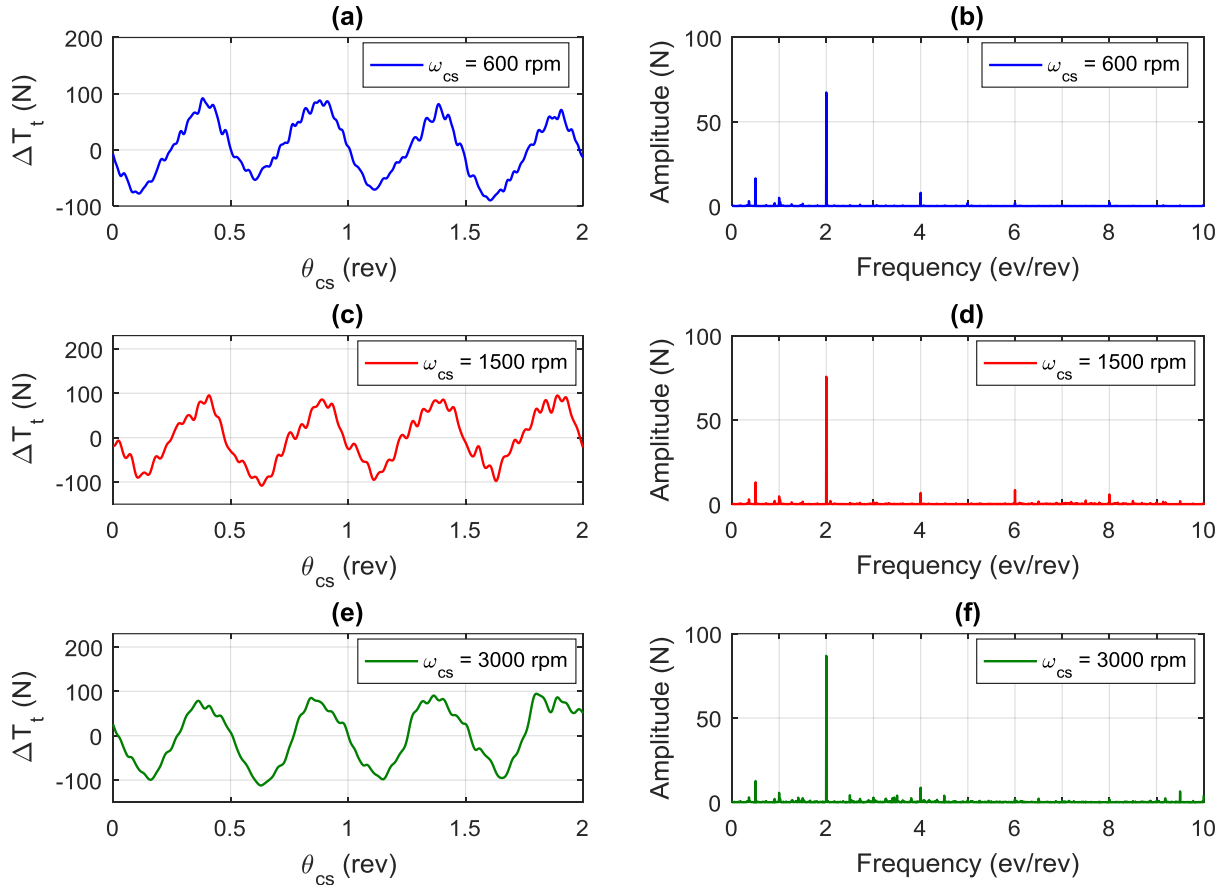 (a)
200
100
0
-100
0
0.5
1
1.5
2
ΔT_t (N)
θ_cs (rev)
ω_cs = 600 rpm
(b)
100
50
0
0
2
4
6
8
10
Amplitude (N)
Frequency (ev/rev)
ω_cs = 600 rpm
(c)
200
100
0
-100
0
0.5
1
1.5
2
ΔT_t (N)
θ_cs (rev)
ω_cs = 1500 rpm
(d)
100
50
0
0
2
4
6
8
10
Amplitude (N)
Frequency (ev/rev)
ω_cs = 1500 rpm
(e)
200
100
0
-100
0
0.5
1
1.5
2
ΔT_t (N)
θ_cs (rev)
ω_cs = 3000 rpm
(f)
100
50
0
0
2
4
6
8
10
Amplitude (N)
Frequency (ev/rev)
ω_cs = 3000 rpm